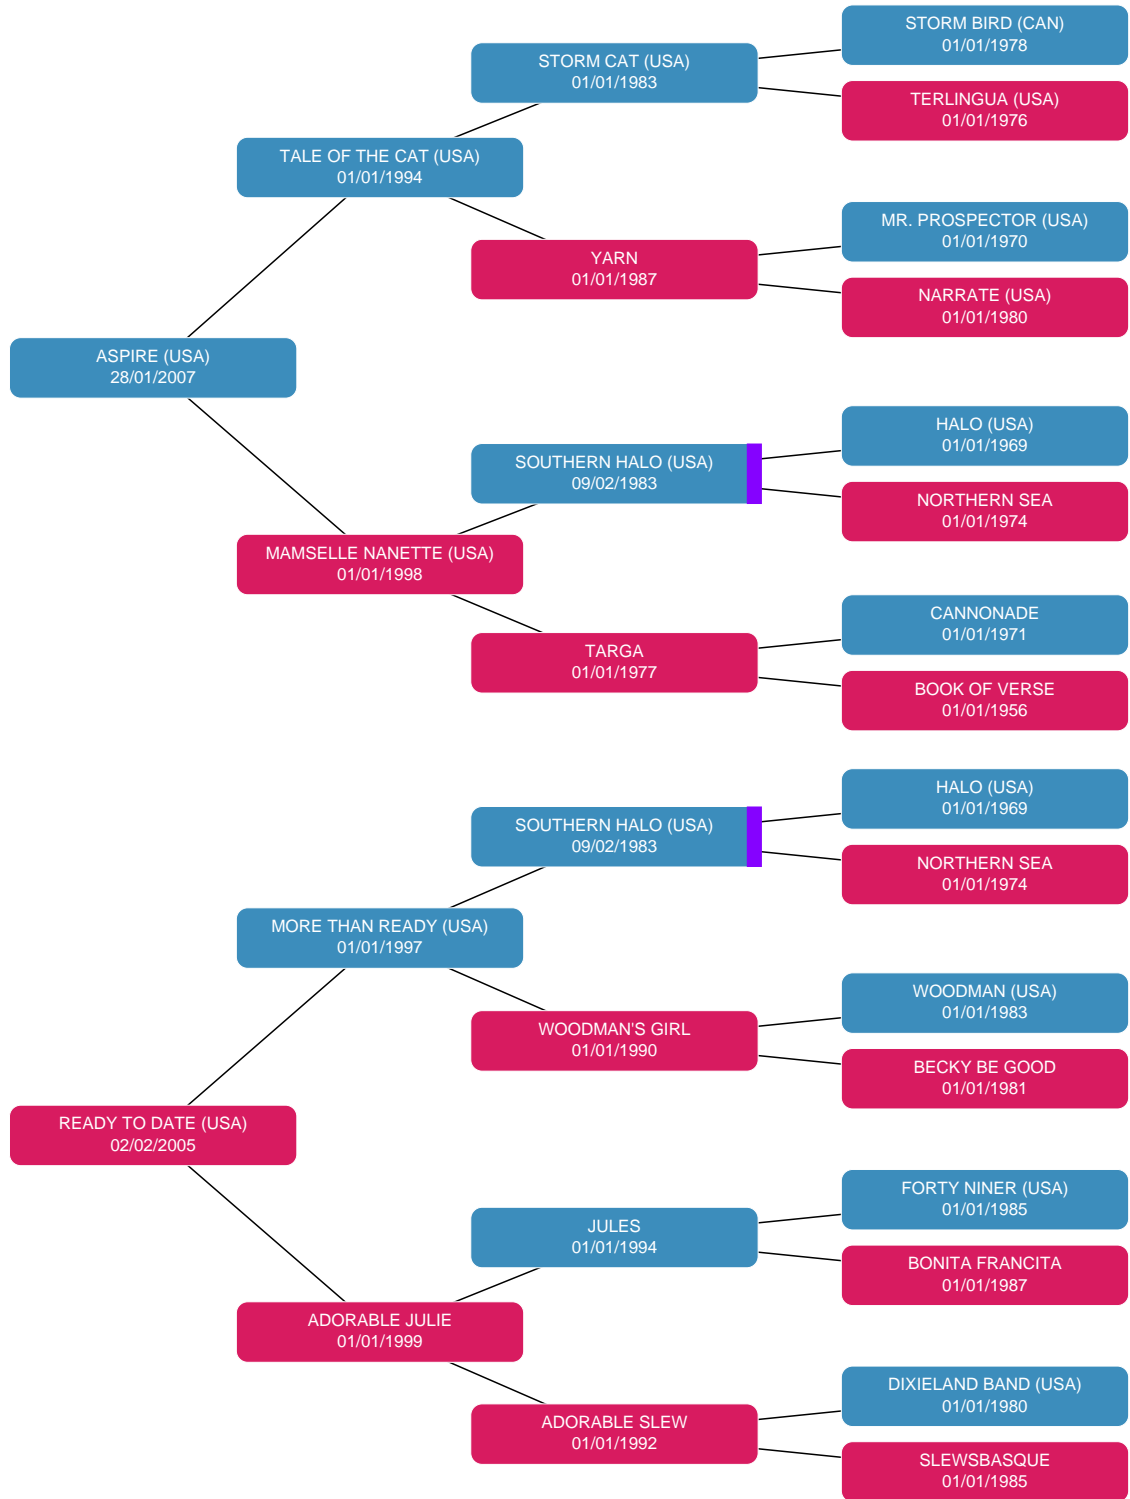 STORM BIRD (CAN)
01/01/1978
STORM CAT (USA)
01/01/1983
TERLINGUA (USA)
01/01/1976
TALE OF THE CAT (USA)
01/01/1994
MR. PROSPECTOR (USA)
01/01/1970
YARN
01/01/1987
NARRATE (USA)
01/01/1980
ASPIRE (USA)
28/01/2007
HALO (USA)
01/01/1969
SOUTHERN HALO (USA)
09/02/1983
NORTHERN SEA
01/01/1974
MAMSELLE NANETTE (USA)
01/01/1998
CANNONADE
01/01/1971
TARGA
01/01/1977
BOOK OF VERSE
01/01/1956
HALO (USA)
01/01/1969
SOUTHERN HALO (USA)
09/02/1983
NORTHERN SEA
01/01/1974
MORE THAN READY (USA)
01/01/1997
WOODMAN (USA)
01/01/1983
WOODMAN'S GIRL
01/01/1990
BECKY BE GOOD
01/01/1981
READY TO DATE (USA)
02/02/2005
FORTY NINER (USA)
01/01/1985
JULES
01/01/1994
BONITA FRANCITA
01/01/1987
ADORABLE JULIE
01/01/1999
DIXIELAND BAND (USA)
01/01/1980
ADORABLE SLEW
01/01/1992
SLEWSBASQUE
01/01/1985